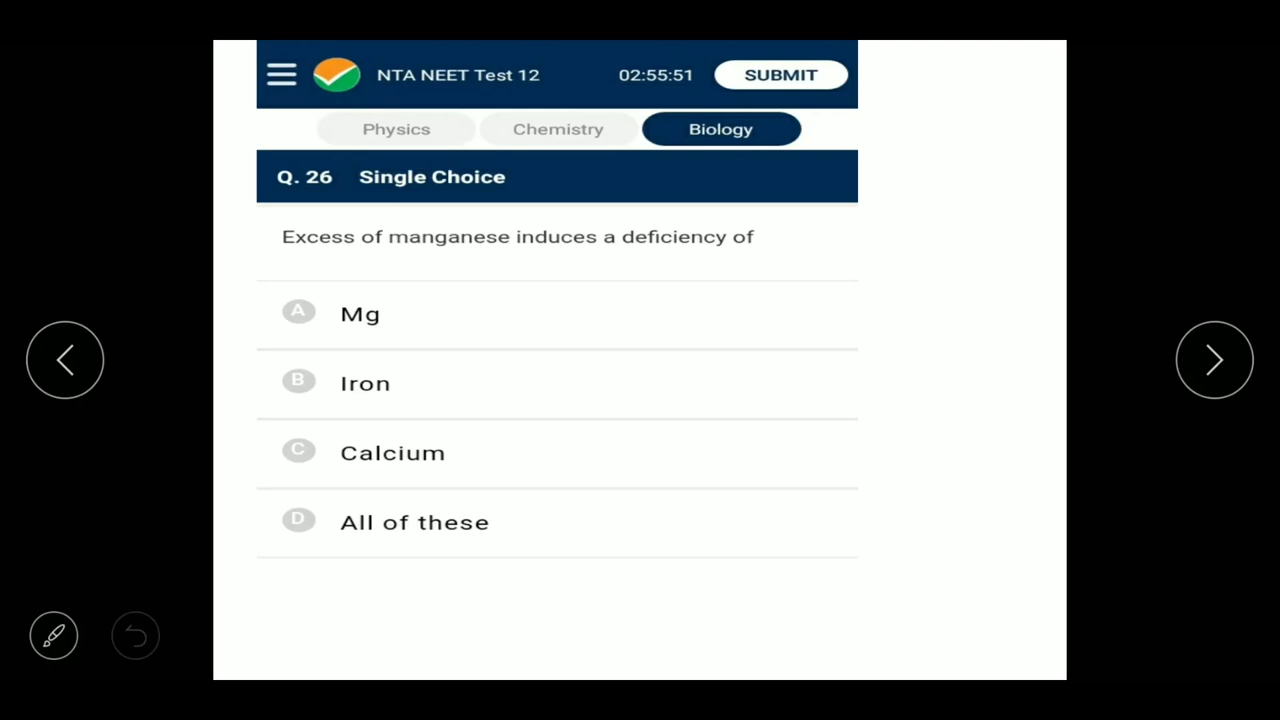 NTA NEET Test 12 02:55:51 SUBMIT
Physics Chemistry Biology
Q. 26 Single Choice
Excess of manganese induces a deficiency of
A Mg
B Iron
C Calcium
D All of these